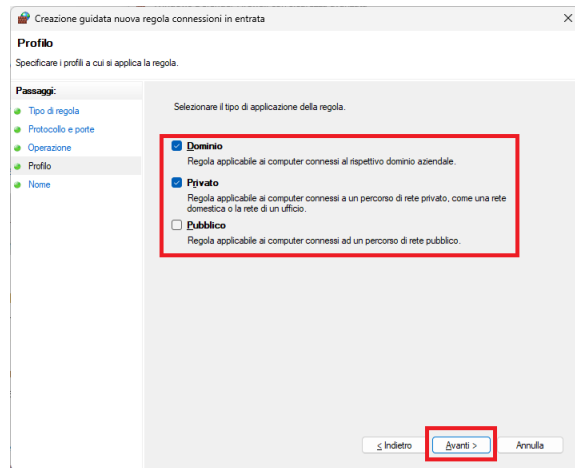 Creazione guidata nuova regola connessioni in entrata
Profilo
Specificare i profili a cui si applica la regola.
Passaggi:
Tipo di regola
Protocollo e porte
Operazione
Profilo
Nome
Selezionare il tipo di applicazione della regola.
Dominio
Regola applicabile ai computer connessi al rispettivo dominio aziendale.
Privato
Regola applicabile ai computer connessi a un percorso di rete privato, come una rete
domestica o la rete di un ufficio.
Pubblico
Regola applicabile ai computer connessi ad un percorso di rete pubblico.
< Indietro
Avanti >
Annulla